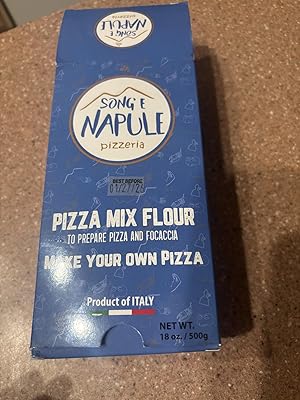 SONG'E
NAPULE
pizzeria
SONG'E
NAPULE
pizzeria
BEST BEFORE
PIZZA MIX FLOUR
TO PREPARE PIZZA AND FOCACCIA
MAKE YOUR OWN PIZZA
Product of ITALY
NET WT.
18 oz. / 500g